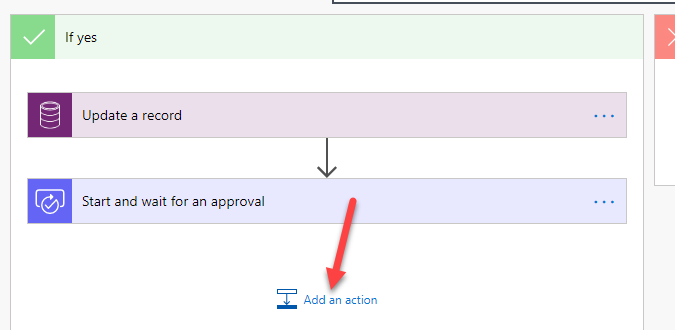 If yes
Update a record
Start and wait for an approval
Add an action